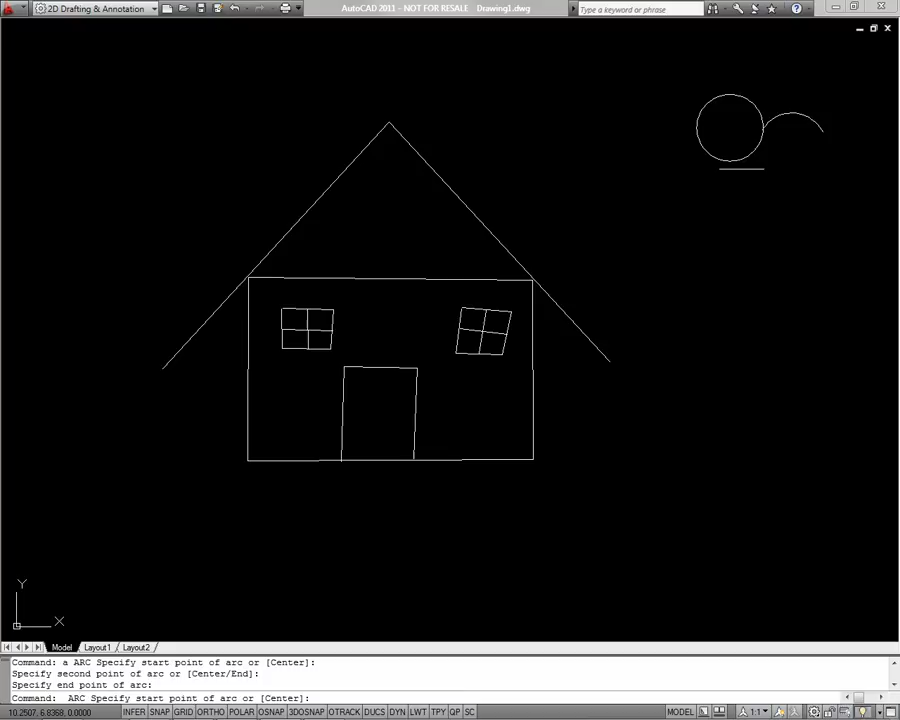 2D Drafting & Annotation AutoCAD 2011 - NOT FOR RESALE Drawing1.dwg Type a keyword or phrase
Y
X
Model Layout1 Layout2
Command: a ARC Specify start point of arc or [Center]:
Specify second point of arc or [Center/End]:
Specify end point of arc:
Command: ARC Specify start point of arc or [Center]:
10.2507, 6.8368, 0.0000 INFER SNAP GRID ORTHO POLAR OSNAP 3DOSNAP OTRACK DUCS DYN LWT TPY QP SC MODEL 1:1